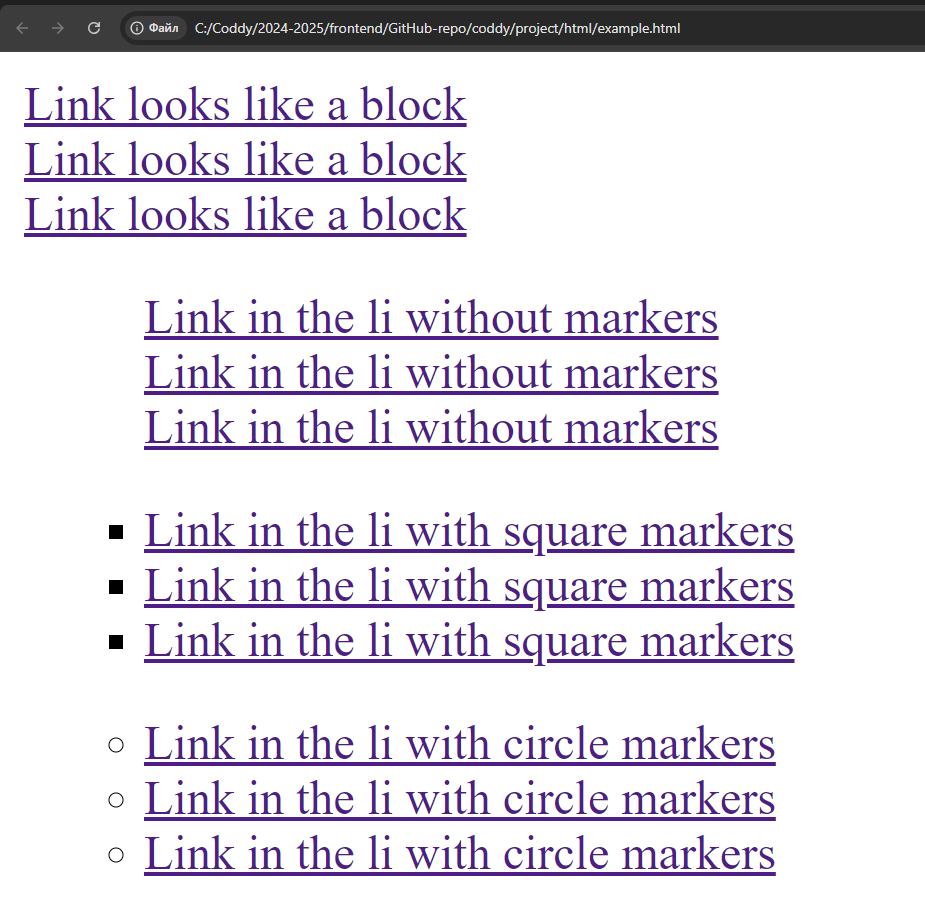 Файл C:/Coddy/2024-2025/frontend/GitHub-repo/coddy/project/html/example.html
Link looks like a block
Link looks like a block
Link looks like a block
Link in the li without markers
Link in the li without markers
Link in the li without markers
Link in the li with square markers
Link in the li with square markers
Link in the li with square markers
Link in the li with circle markers
Link in the li with circle markers
Link in the li with circle markers